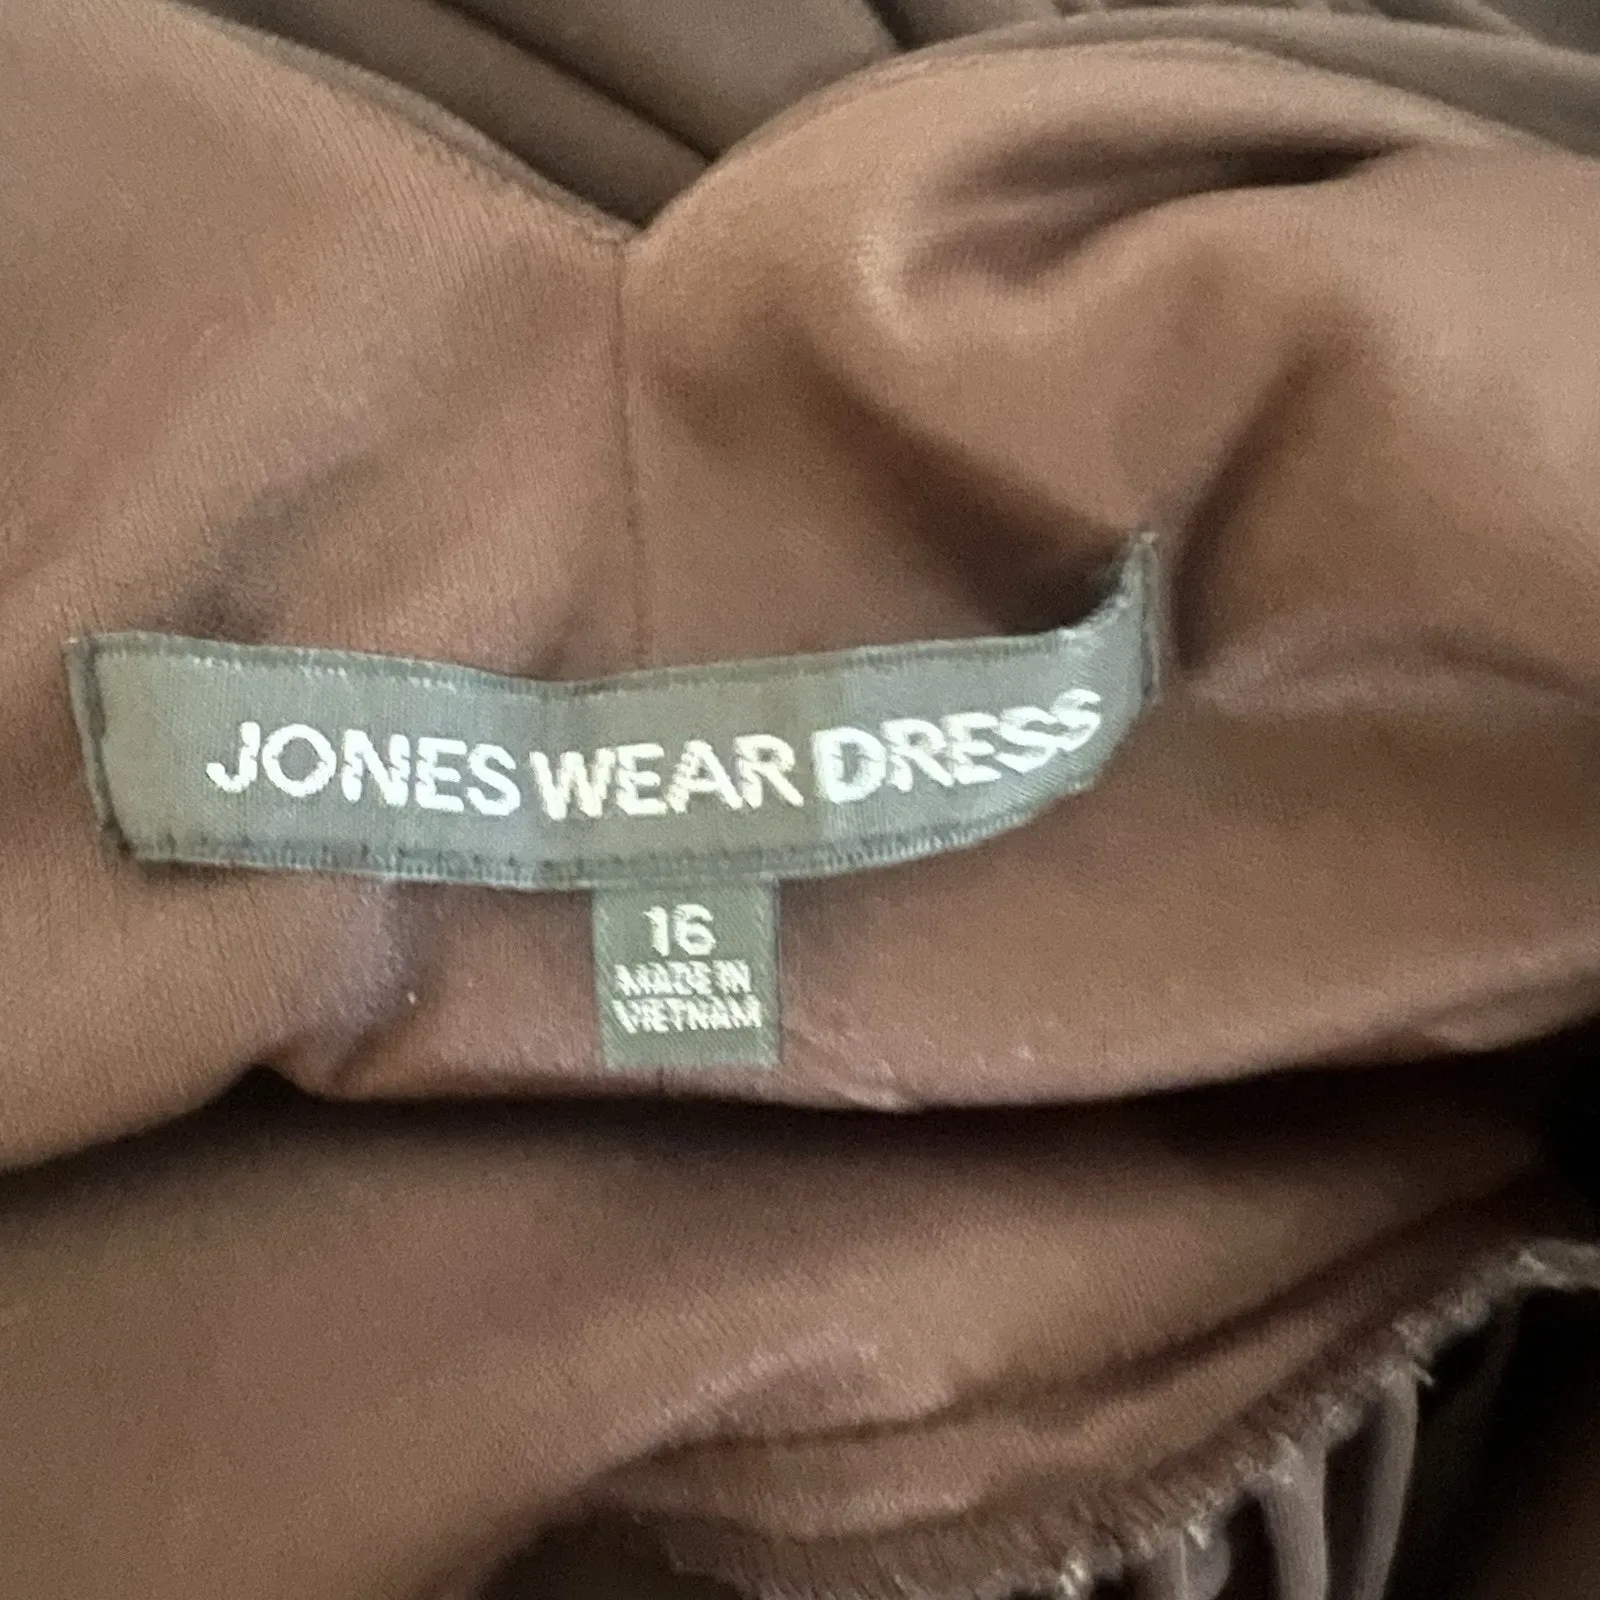 JONES WEAR DRESS
16
MADE IN
VIETNAM